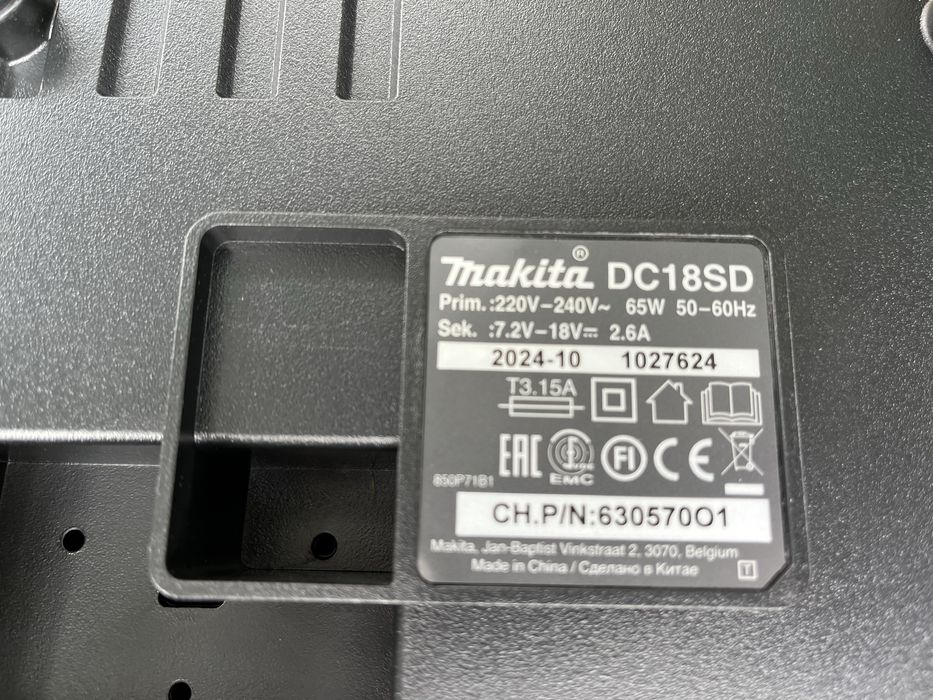 makita® DC18SD
Prim.:220V–240V~ 65W 50–60Hz
Sek. :7.2V–18V⎓ 2.6A
2024-10 1027624
T3.15A
EAC EMC FI CE
850P71B1
CH.P/N:630570O1
Makita, Jan-Baptist Vinkstraat 2, 3070, Belgium
Made in China / Сделано в Китае T